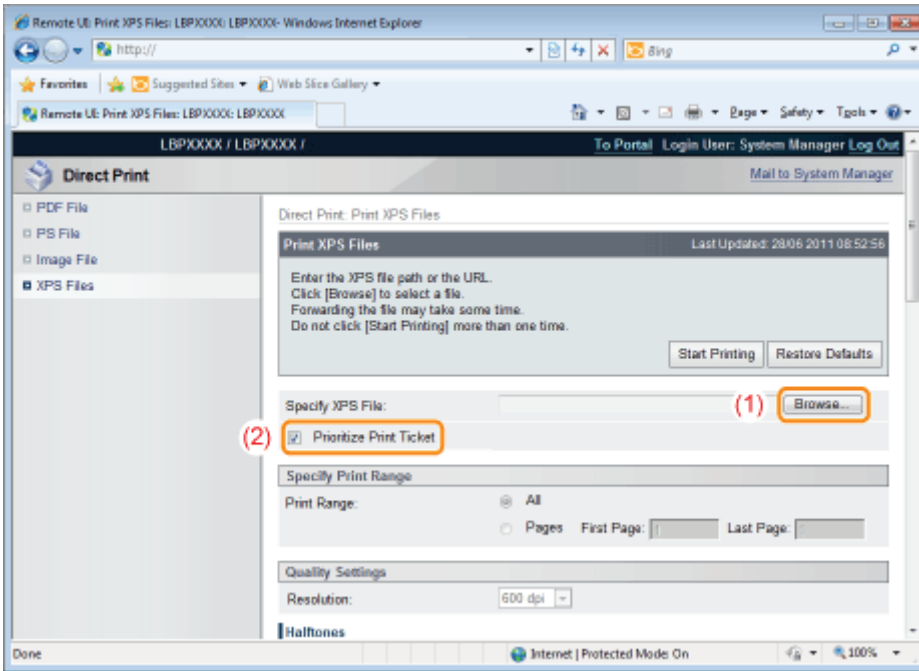 Remote UI: Print XPS Files: LBPXXXX: LBPXXXX- Windows Internet Explorer
http://
Bing
Favorites Suggested Sites Web Slice Gallery
Remote UI: Print XPS Files: LBPXXXX: LBPXXXX
Page Safety Tools
LBPXXXX / LBPXXXX / To Portal Login User: System Manager Log Out
Direct Print Mail to System Manager
PDF File
PS File
Image File
XPS Files
Direct Print: Print XPS Files
Print XPS Files Last Updated: 28/06 2011 08:52:56
Enter the XPS file path or the URL.
Click [Browse] to select a file.
Forwarding the file may take some time.
Do not click [Start Printing] more than one time.
Start Printing Restore Defaults
Specify XPS File: (1) Browse...
(2) Prioritize Print Ticket
Specify Print Range
Print Range: All
Pages First Page: Last Page:
Quality Settings
Resolution: 600 dpi
Halftones
Done Internet | Protected Mode: On 100%